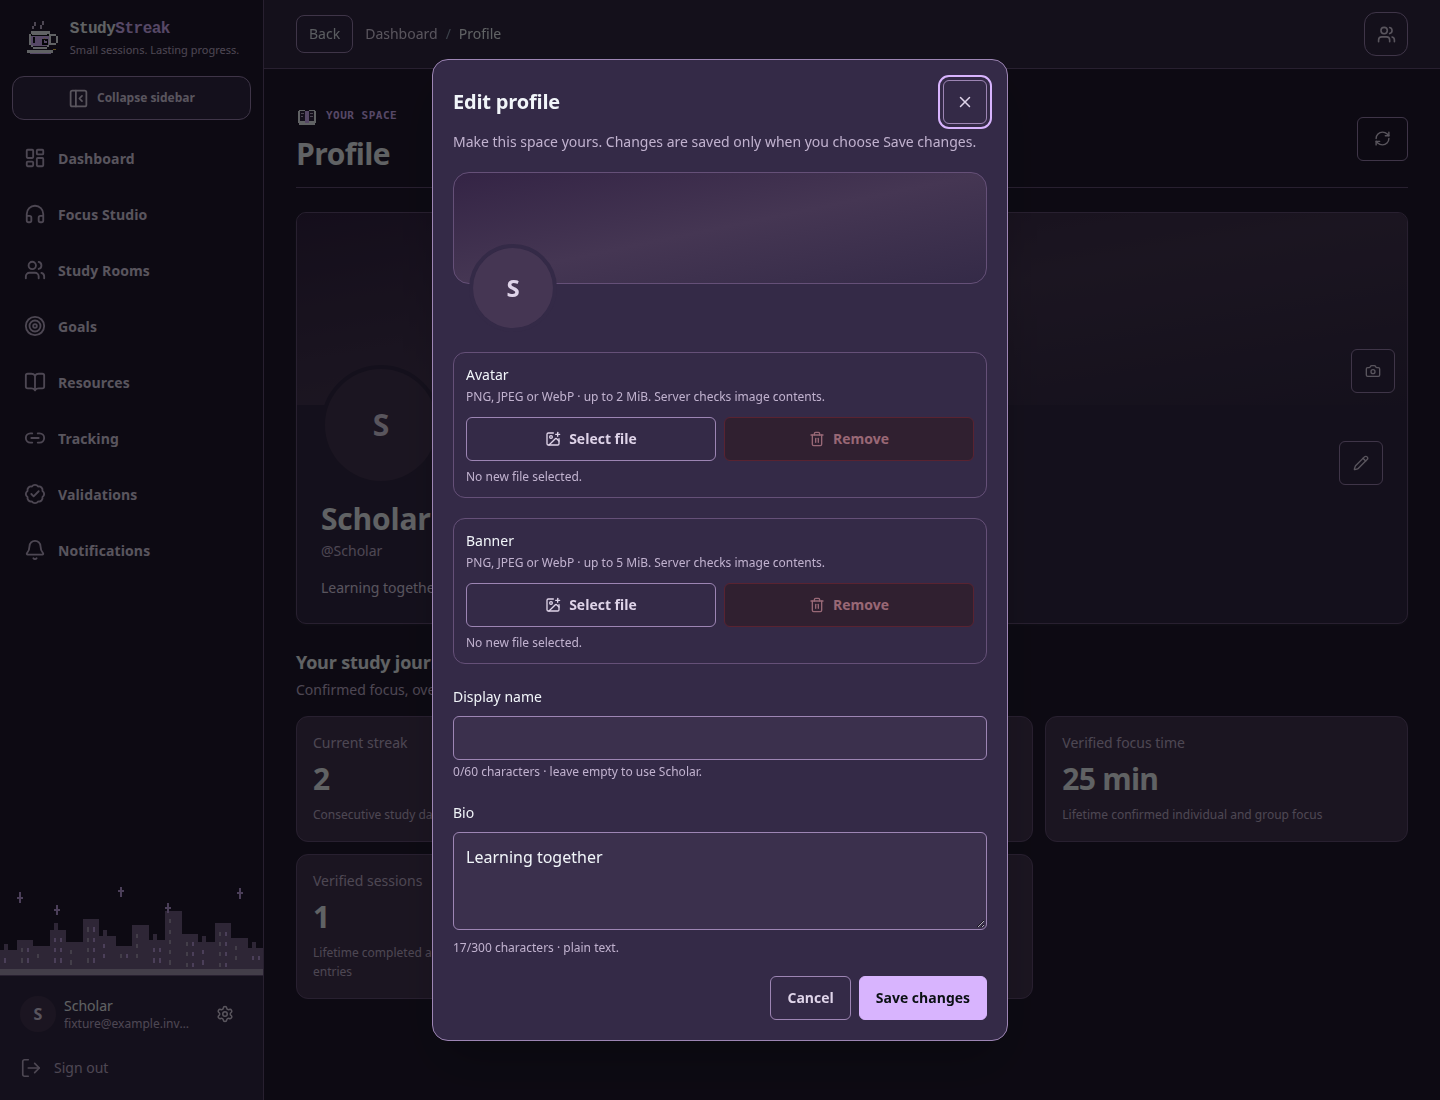 StudyStreak
Small sessions. Lasting progress.
Collapse sidebar
Dashboard
Focus Studio
Study Rooms
Goals
Resources
Tracking
Validations
Notifications
S
Scholar
fixture@example.inv...
Sign out
Back
Dashboard / Profile
YOUR SPACE
Profile
S
Scholar
@Scholar
Learning togethe
Your study jour
Confirmed focus, ove
Current streak
2
Consecutive study da
Verified focus time
25 min
Lifetime confirmed individual and group focus
Verified sessions
1
Lifetime completed a
entries
Edit profile
Make this space yours. Changes are saved only when you choose Save changes.
S
Avatar
PNG, JPEG or WebP · up to 2 MiB. Server checks image contents.
Select file
Remove
No new file selected.
Banner
PNG, JPEG or WebP · up to 5 MiB. Server checks image contents.
Select file
Remove
No new file selected.
Display name
0/60 characters · leave empty to use Scholar.
Bio
Learning together
17/300 characters · plain text.
Cancel
Save changes